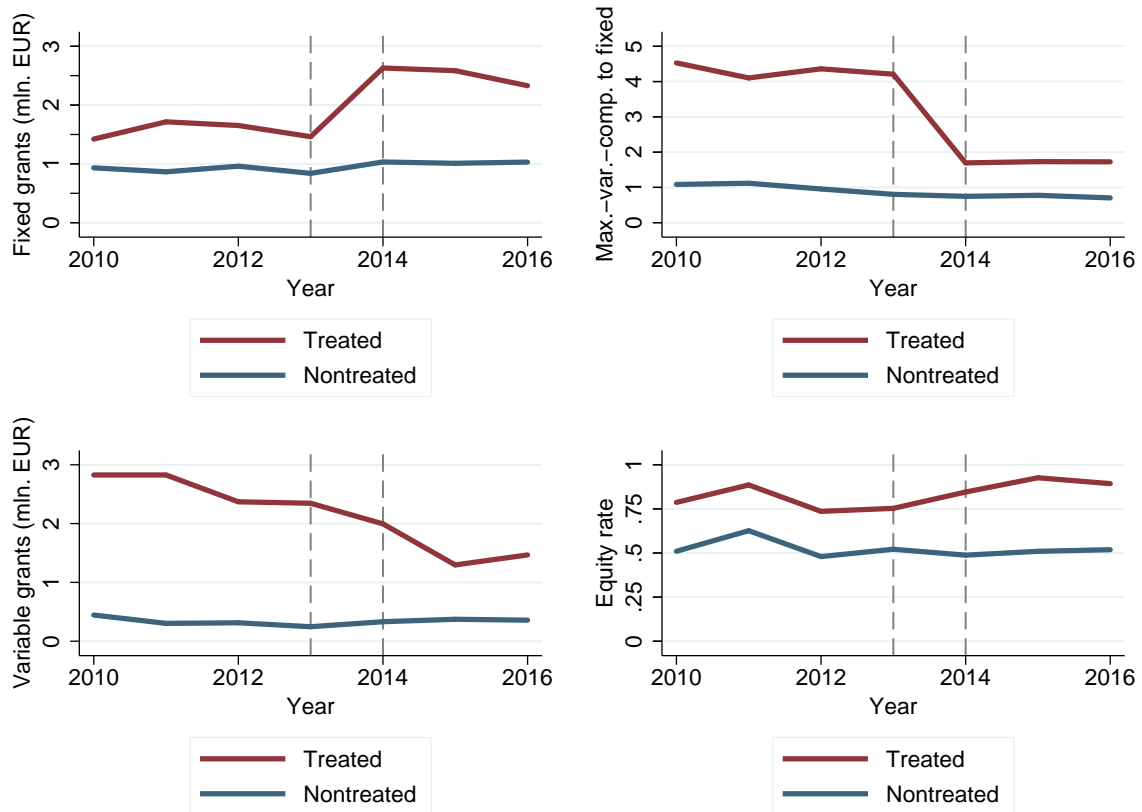 Fixed grants (mln. EUR)
3
2
1
0
2010 2012 2014 2016
Year
Treated
Nontreated
Max.-var.-comp. to fixed
5
4
3
2
1
0
2010 2012 2014 2016
Year
Treated
Nontreated
Variable grants (mln. EUR)
3
2
1
0
2010 2012 2014 2016
Year
Treated
Nontreated
Equity rate
1
.75
.5
.25
0
2010 2012 2014 2016
Year
Treated
Nontreated